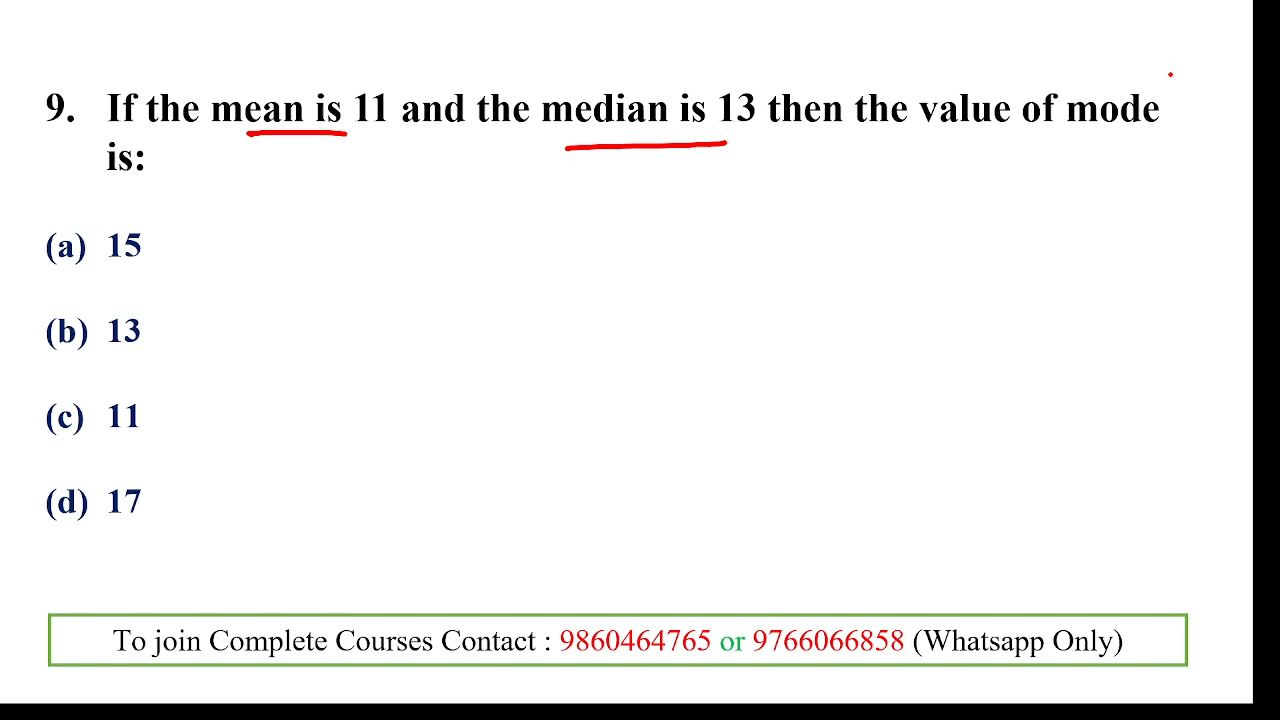 9. If the mean is 11 and the median is 13 then the value of mode
is:
(a) 15
(b) 13
(c) 11
(d) 17
To join Complete Courses Contact : 9860464765 or 9766066858 (Whatsapp Only)